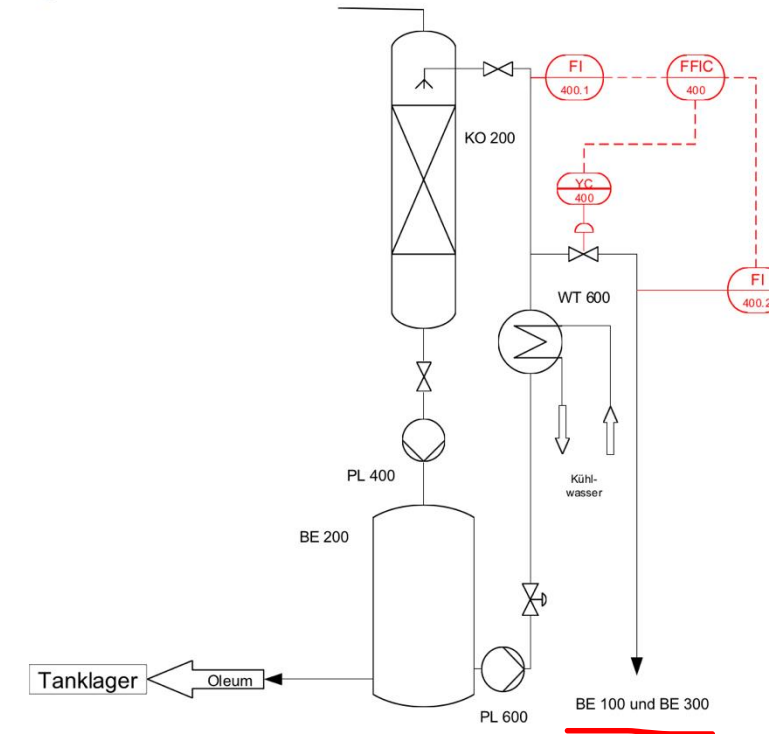 FI
400.1
FFIC
400
KO 200
YC
400
FI
400.2
WT 600
PL 400
Kühl-
wasser
BE 200
Tanklager
Oleum
BE 100 und BE 300
PL 600